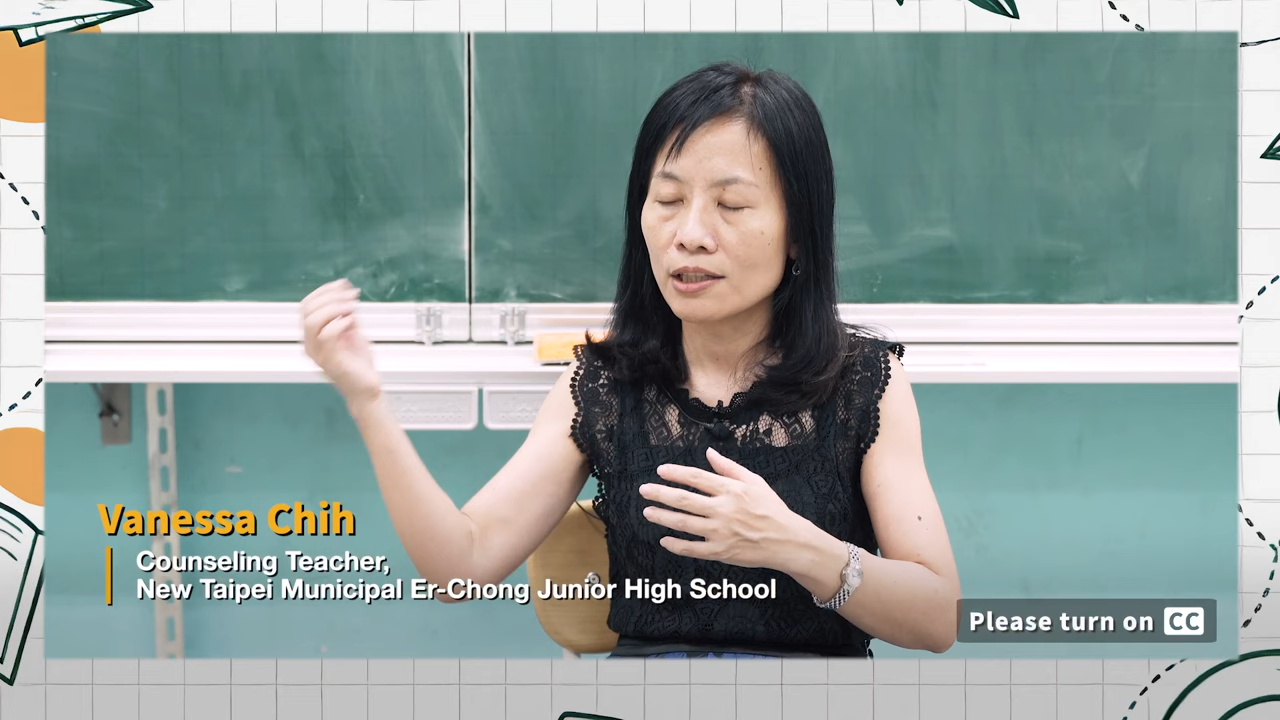 Vanessa Chih
Counseling Teacher,
New Taipei Municipal Er-Chong Junior High School
Please turn on CC